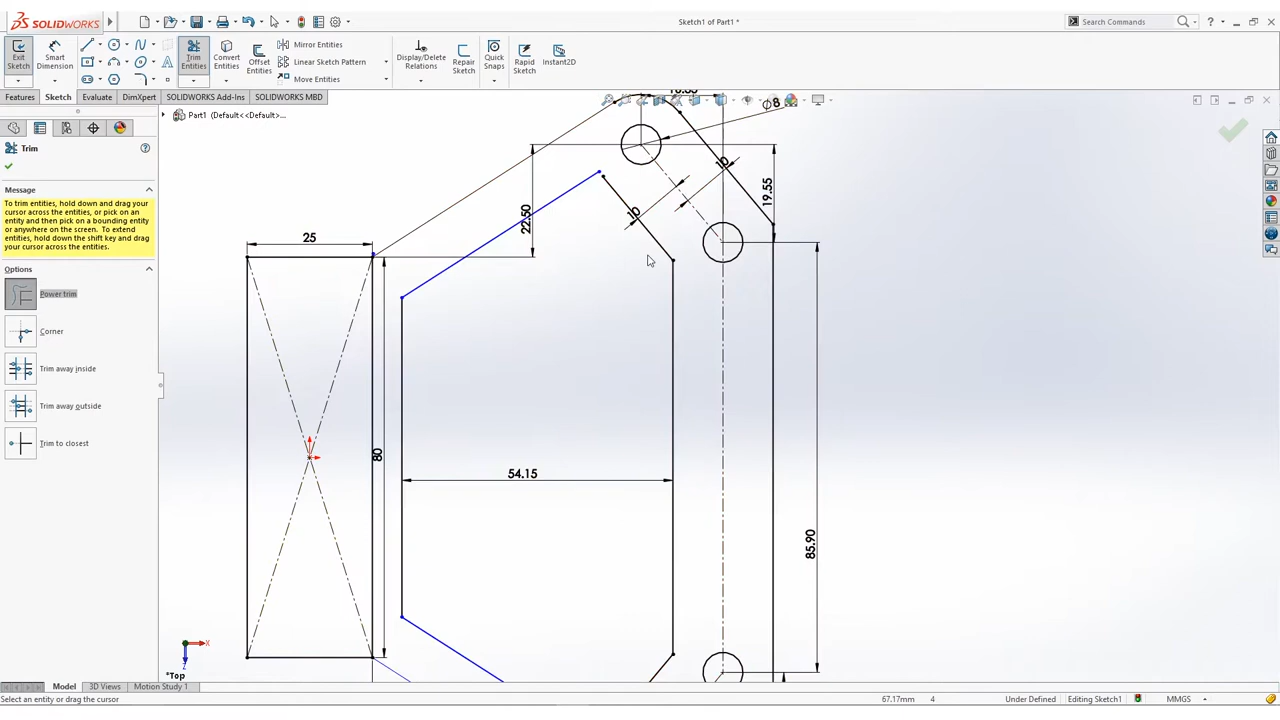 SOLIDWORKS
Sketch1 of Part1 *
Search Commands
Exit Sketch
Smart Dimension
Trim Entities
Convert Entities
Offset Entities
Mirror Entities
Linear Sketch Pattern
Move Entities
Display/Delete Relations
Repair Sketch
Quick Snaps
Rapid Sketch
Instant2D
Features
Sketch
Evaluate
DimXpert
SOLIDWORKS Add-Ins
SOLIDWORKS MBD
Part1 (Default<<Default>...
Trim
Message
To trim entities, hold down and drag your
cursor across the entities, or pick on an
entity and then pick on a bounding entity
or anywhere on the screen. To extend
entities, hold down the shift key and drag
your cursor across the entities.
Options
Power trim
Corner
Trim away inside
Trim away outside
Trim to closest
∅8
10
19.55
22.50
10
25
80
54.15
85.90
X
Z
*Top
Model
3D Views
Motion Study 1
Select an entity or drag the cursor
67.17mm
4
Under Defined
Editing Sketch1
MMGS